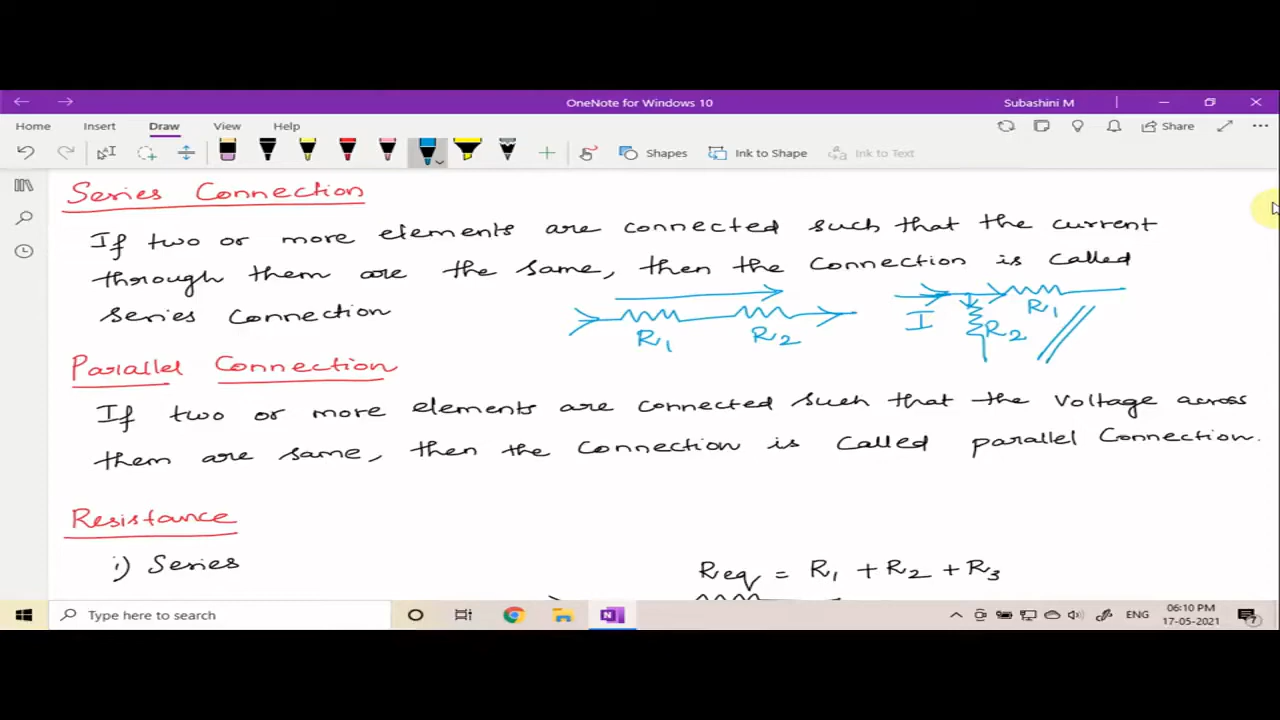 OneNote for Windows 10
Subashini M
Home Insert Draw View Help
Share
Shapes Ink to Shape Ink to Text
Series Connection
If two or more elements are connected such that the current
through them are the same, then the Connection is called
series Connection
R1 R2
I R2 R1
Parallel Connection
If two or more elements are connected such that the voltage across
them are same, then the Connection is called parallel Connection.
Resistance
i) Series
Req = R1 + R2 + R3
Type here to search
ENG
06:10 PM
17-05-2021